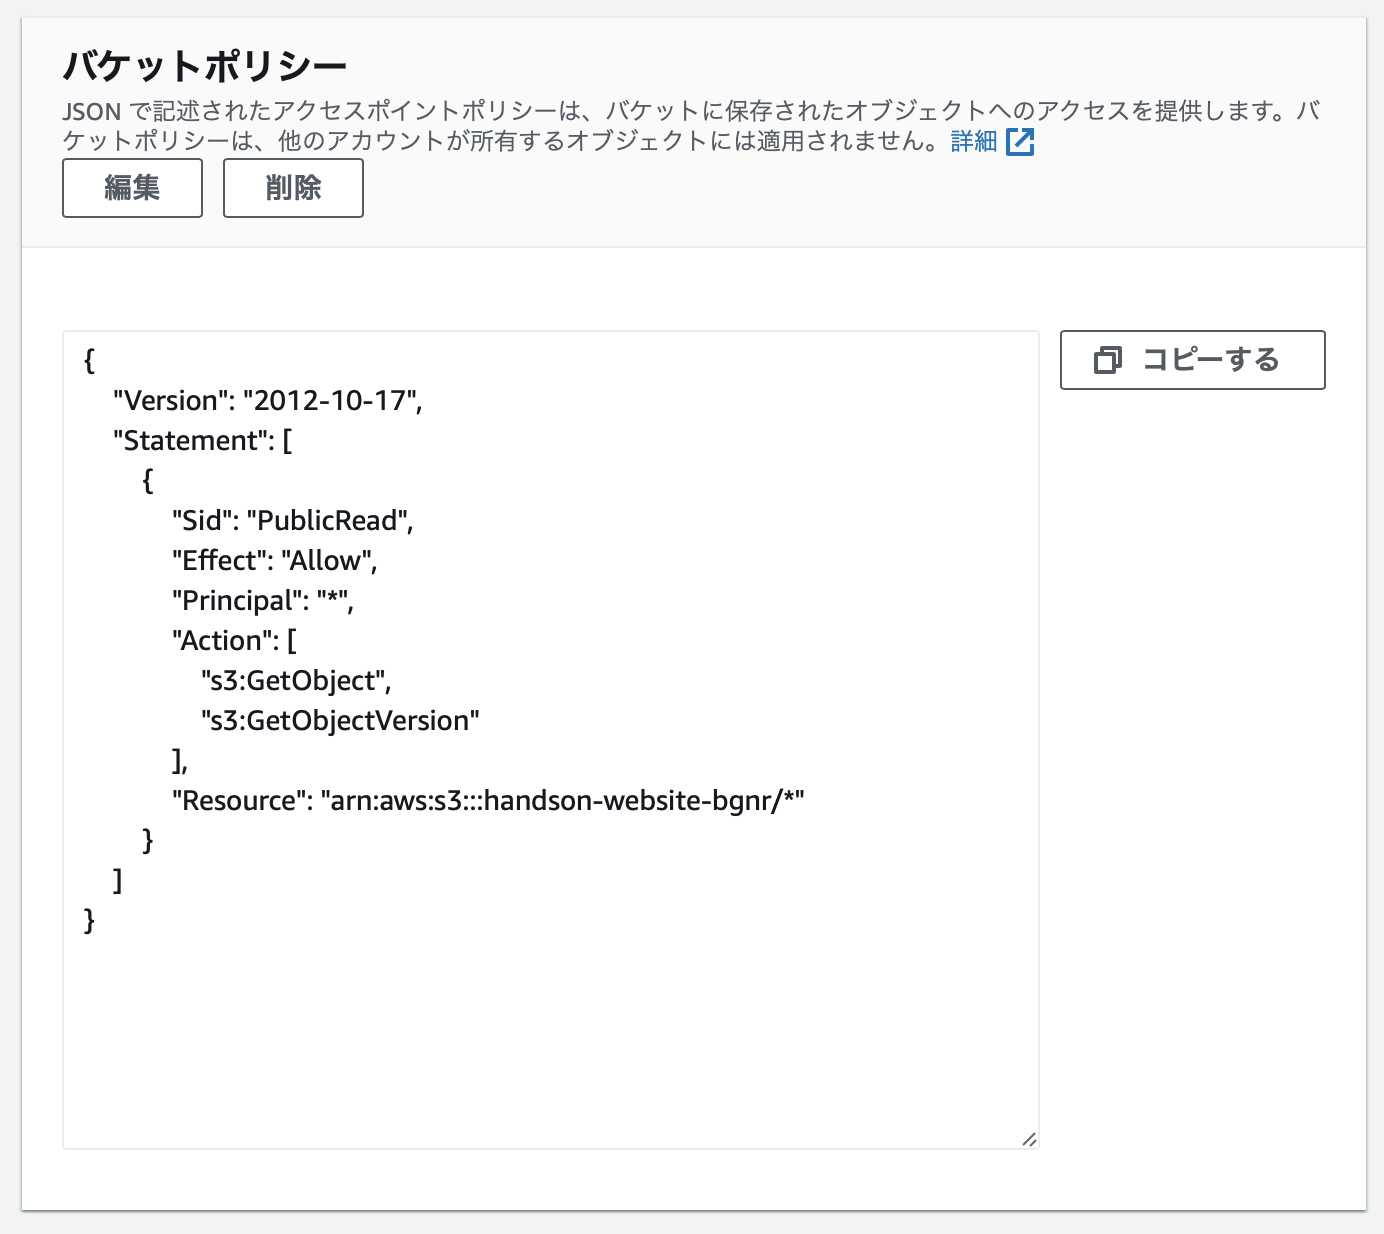 バケットポリシー
JSON で記述されたアクセスポイントポリシーは、バケットに保存されたオブジェクトへのアクセスを提供します。バ
ケットポリシーは、他のアカウントが所有するオブジェクトには適用されません。詳細
編集 削除
コピーする
{
"Version": "2012-10-17",
"Statement": [
{
"Sid": "PublicRead",
"Effect": "Allow",
"Principal": "*",
"Action": [
"s3:GetObject",
"s3:GetObjectVersion"
],
"Resource": "arn:aws:s3:::handson-website-bgnr/*"
}
]
}